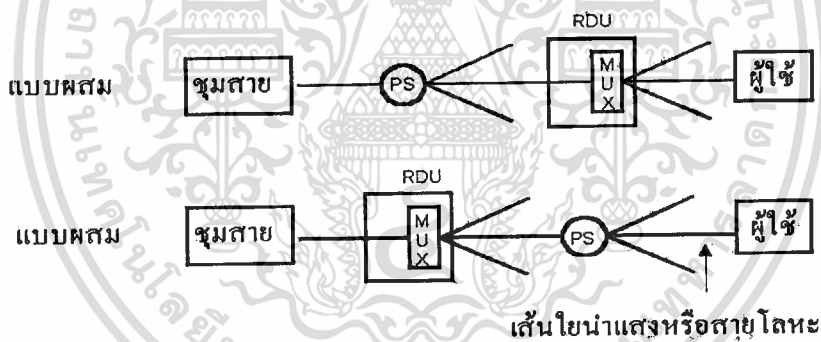 RDU
แบบผสม ชุมสาย PS MUX ผู้ใช้
RDU
แบบผสม ชุมสาย MUX PS ผู้ใช้
เส้นใยนำแสงหรือสายโลหะ